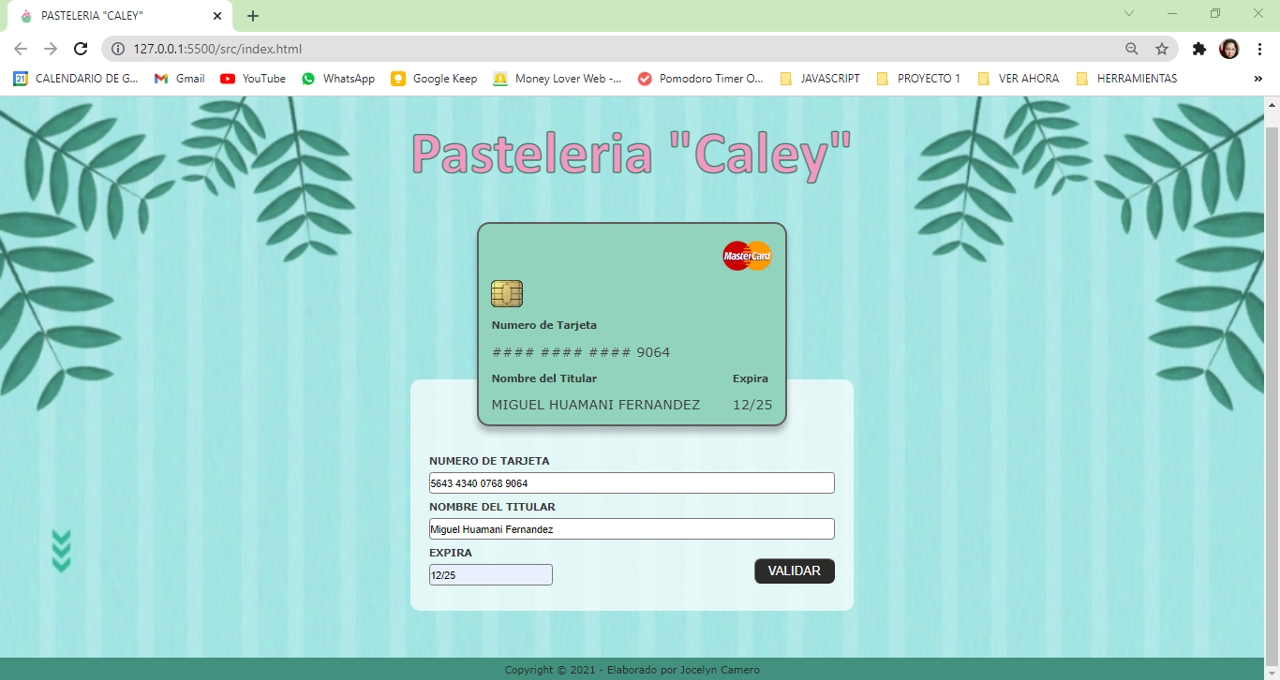 PASTELERIA "CALEY"
127.0.0.1:5500/src/index.html
21 CALENDARIO DE G... Gmail YouTube WhatsApp Google Keep Money Lover Web -... Pomodoro Timer O... JAVASCRIPT PROYECTO 1 VER AHORA HERRAMIENTAS »
Pasteleria "Caley"
MasterCard
Numero de Tarjeta
#### #### #### 9064
Nombre del Titular Expira
MIGUEL HUAMANI FERNANDEZ 12/25
NUMERO DE TARJETA
5643 4340 0768 9064
NOMBRE DEL TITULAR
Miguel Huamani Fernandez
EXPIRA
12/25
VALIDAR
Copyright © 2021 - Elaborado por Jocelyn Camero